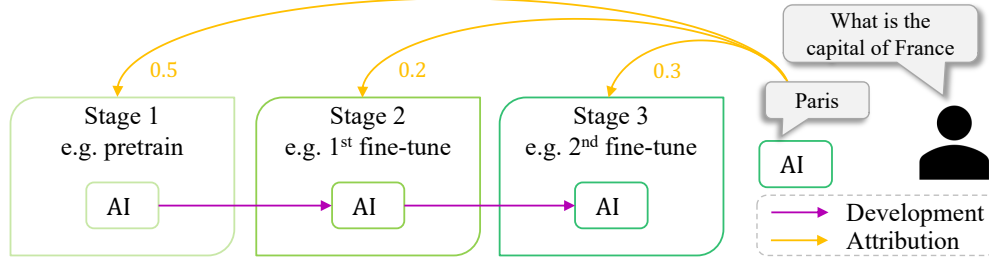 What is the
capital of France
0.5
0.2
0.3
Paris
Stage 1
e.g. pretrain
Stage 2
e.g. 1st fine-tune
Stage 3
e.g. 2nd fine-tune
AI
AI
AI
AI
Development
Attribution